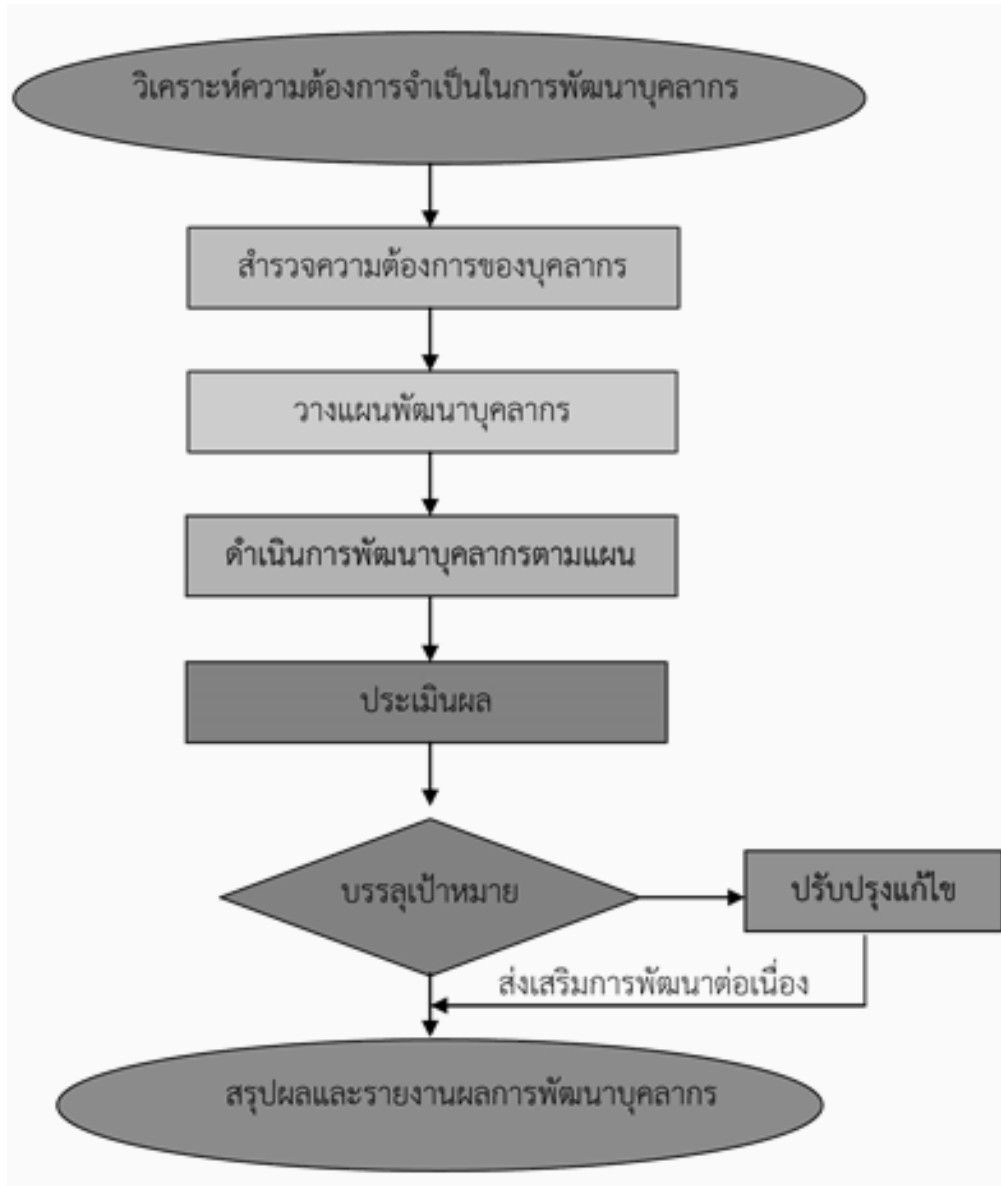 วิเคราะห์ความต้องการจำเป็นในการพัฒนาบุคลากร
สำรวจความต้องการของบุคลากร
วางแผนพัฒนาบุคลากร
ดำเนินการพัฒนาบุคลากรตามแผน
ประเมินผล
บรรลุเป้าหมาย
ปรับปรุงแก้ไข
ส่งเสริมการพัฒนาต่อเนื่อง
สรุปผลและรายงานผลการพัฒนาบุคลากร